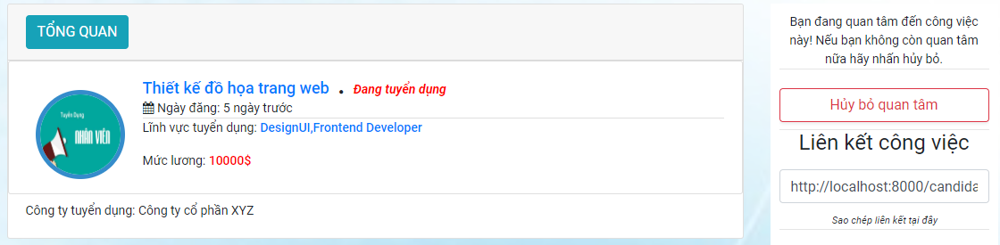 TỔNG QUAN
Tuyển Dụng
NHÂN VIÊN
Thiết kế đồ họa trang web . Đang tuyển dụng
Ngày đăng: 5 ngày trước
Lĩnh vực tuyển dụng: DesignUI,Frontend Developer
Mức lương: 10000$
Công ty tuyển dụng: Công ty cổ phần XYZ
Bạn đang quan tâm đến công việc
này! Nếu bạn không còn quan tâm
nữa hãy nhấn hủy bỏ.
Hủy bỏ quan tâm
Liên kết công việc
http://localhost:8000/candida
Sao chép liên kết tại đây